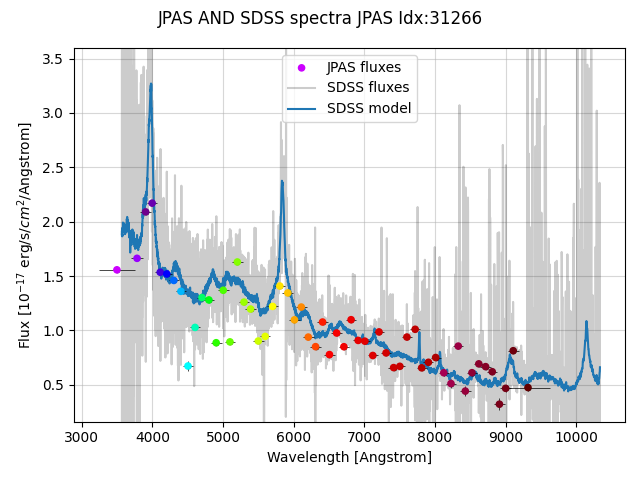 JPAS AND SDSS spectra JPAS Idx:31266
JPAS fluxes
SDSS fluxes
SDSS model
3.5
3.0
2.5
2.0
1.5
1.0
0.5
Flux [10⁻¹⁷ erg/s/cm²/Angstrom]
3000 4000 5000 6000 7000 8000 9000 10000
Wavelength [Angstrom]